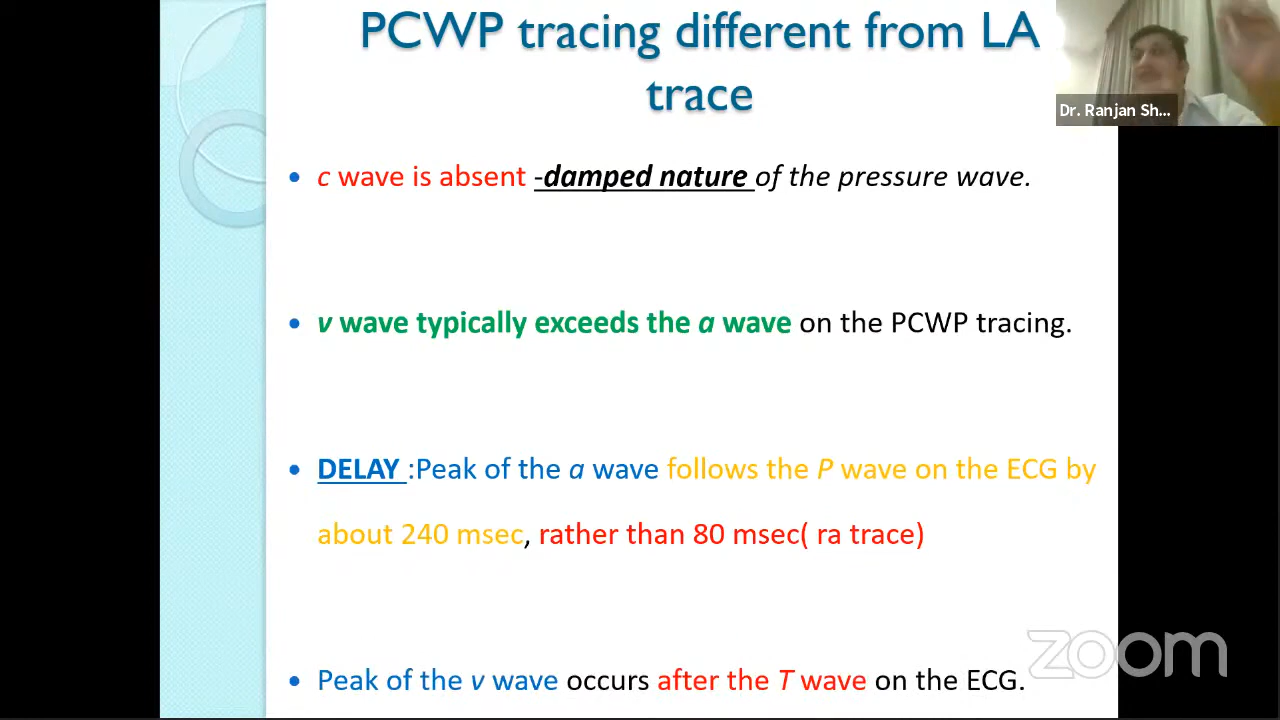 PCWP tracing different from LA
trace
Dr. Ranjan Sh...
• c wave is absent -damped nature of the pressure wave.
• v wave typically exceeds the a wave on the PCWP tracing.
• DELAY :Peak of the a wave follows the P wave on the ECG by
about 240 msec, rather than 80 msec( ra trace)
• Peak of the v wave occurs after the T wave on the ECG.
zoom